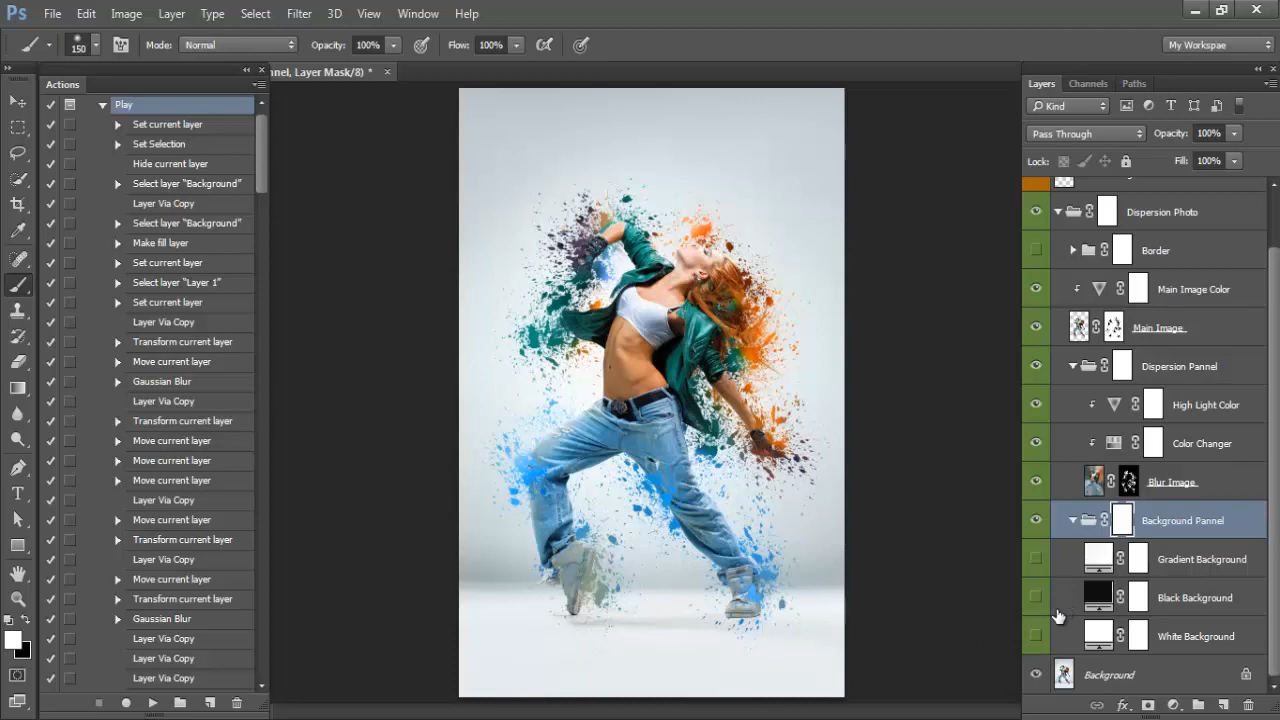 Ps File Edit Image Layer Type Select Filter 3D View Window Help
150 Mode: Normal Opacity: 100% Flow: 100% My Workspae
Actions
nnel, Layer Mask/8) * ×
Play
Set current layer
Set Selection
Hide current layer
Select layer "Background"
Layer Via Copy
Select layer "Background"
Make fill layer
Set current layer
Select layer "Layer 1"
Set current layer
Layer Via Copy
Transform current layer
Move current layer
Gaussian Blur
Layer Via Copy
Transform current layer
Move current layer
Move current layer
Move current layer
Layer Via Copy
Move current layer
Transform current layer
Layer Via Copy
Move current layer
Transform current layer
Gaussian Blur
Layer Via Copy
Layer Via Copy
Layer Via Copy
Layers Channels Paths
Kind
Pass Through Opacity: 100%
Lock: Fill: 100%
Dispersion Photo
Border
Main Image Color
Main Image
Dispersion Pannel
High Light Color
Color Changer
Blur Image
Background Pannel
Gradient Background
Black Background
White Background
Background